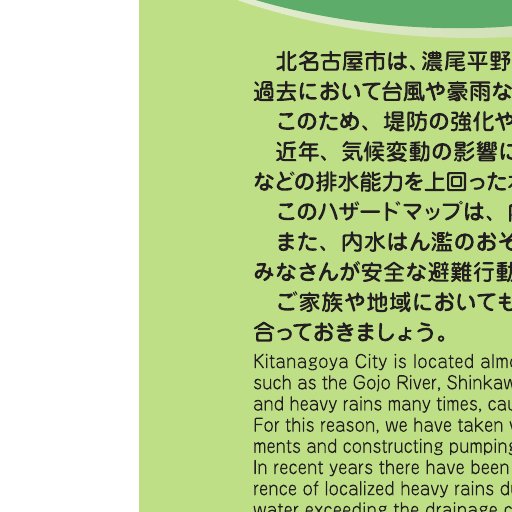 北名古屋市は、濃尾平野
過去において台風や豪雨な
このため、堤防の強化や
近年、気候変動の影響に
などの排水能力を上回った
このハザードマップは、
また、内水はん濫のおそ
みなさんが安全な避難行動
ご家族や地域においても
合っておきましょう。
Kitanagoya City is located alm
such as the Gojo River, Shinkaw
and heavy rains many times, cau
For this reason, we have taken
ments and constructing pumping
In recent years there have been
rence of localized heavy rains d
water exceeding the drainage c